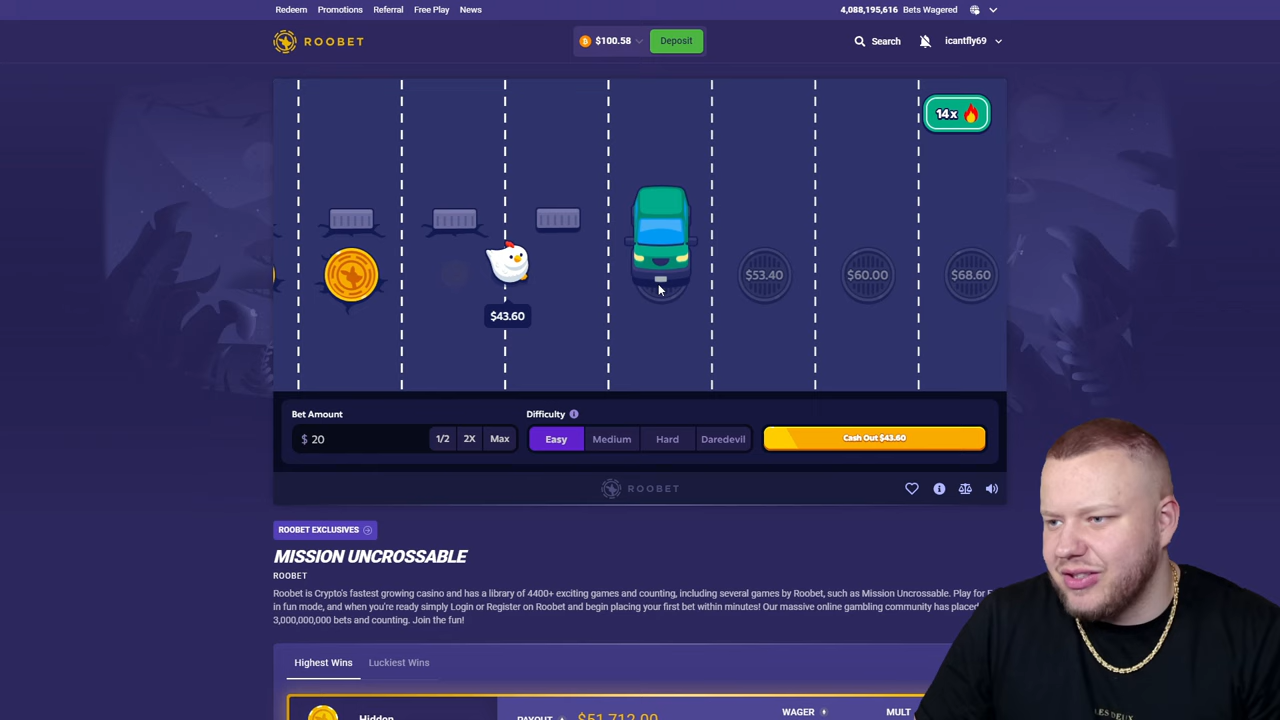 Redeem Promotions Referral Free Play News 4,088,195,616 Bets Wagered
ROOBET $100.58 Deposit Search icantfly69
14x
$53.40 $60.00 $68.60
$43.60
Bet Amount Difficulty
$ 20 1/2 2X Max Easy Medium Hard Daredevil Cash Out $43.60
ROOBET
ROOBET EXCLUSIVES
MISSION UNCROSSABLE
ROOBET
Roobet is Crypto's fastest growing casino and has a library of 4400+ exciting games and counting, including several games by Roobet, such as Mission Uncrossable. Play for
in fun mode, and when you're ready simply Login or Register on Roobet and begin placing your first bet within minutes! Our massive online gambling community has placed
3,000,000,000 bets and counting. Join the fun!
Highest Wins Luckiest Wins
Hidden PAYOUT $51,712.00 WAGER MULT
LES DEUX